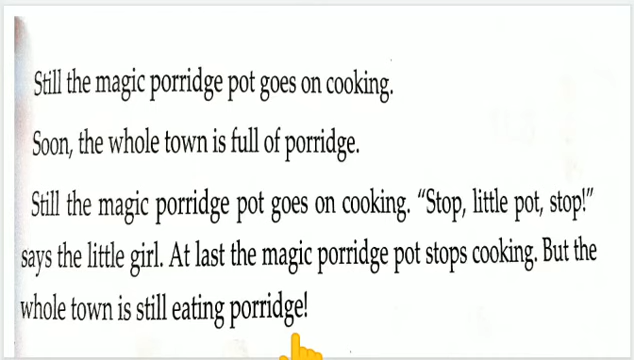 Still the magic porridge pot goes on cooking.
Soon, the whole town is full of porridge.
Still the magic porridge pot goes on cooking. “Stop, little pot, stop!”
says the little girl. At last the magic porridge pot stops cooking. But the
whole town is still eating porridge!